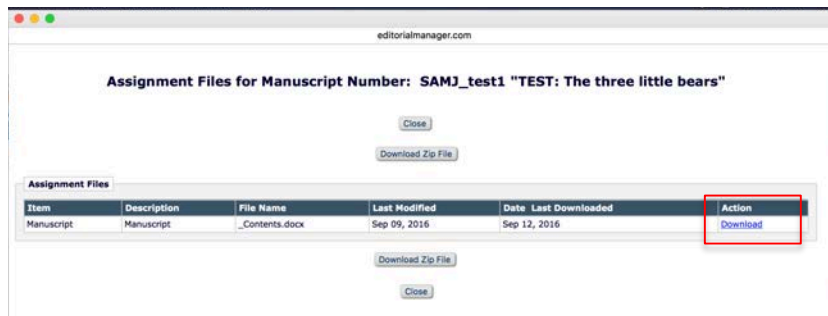 editorialmanager.com
Assignment Files for Manuscript Number: SAMJ_test1 "TEST: The three little bears"
Close
Download Zip File
Assignment Files
Item Description File Name Last Modified Date Last Downloaded Action
Manuscript Manuscript _Contents.docx Sep 09, 2016 Sep 12, 2016 Download
Download Zip File
Close